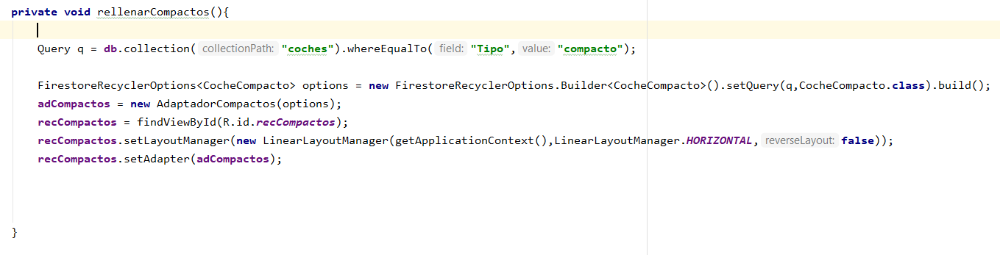 private void rellenarCompactos(){
Query q = db.collection( collectionPath: "coches").whereEqualTo( field: "Tipo", value: "compacto");
FirestoreRecyclerOptions<CocheCompacto> options = new FirestoreRecyclerOptions.Builder<CocheCompacto>().setQuery(q,CocheCompacto.class).build();
adCompactos = new AdaptadorCompactos(options);
recCompactos = findViewById(R.id.recCompactos);
recCompactos.setLayoutManager(new LinearLayoutManager(getApplicationContext(),LinearLayoutManager.HORIZONTAL, reverseLayout: false));
recCompactos.setAdapter(adCompactos);
}